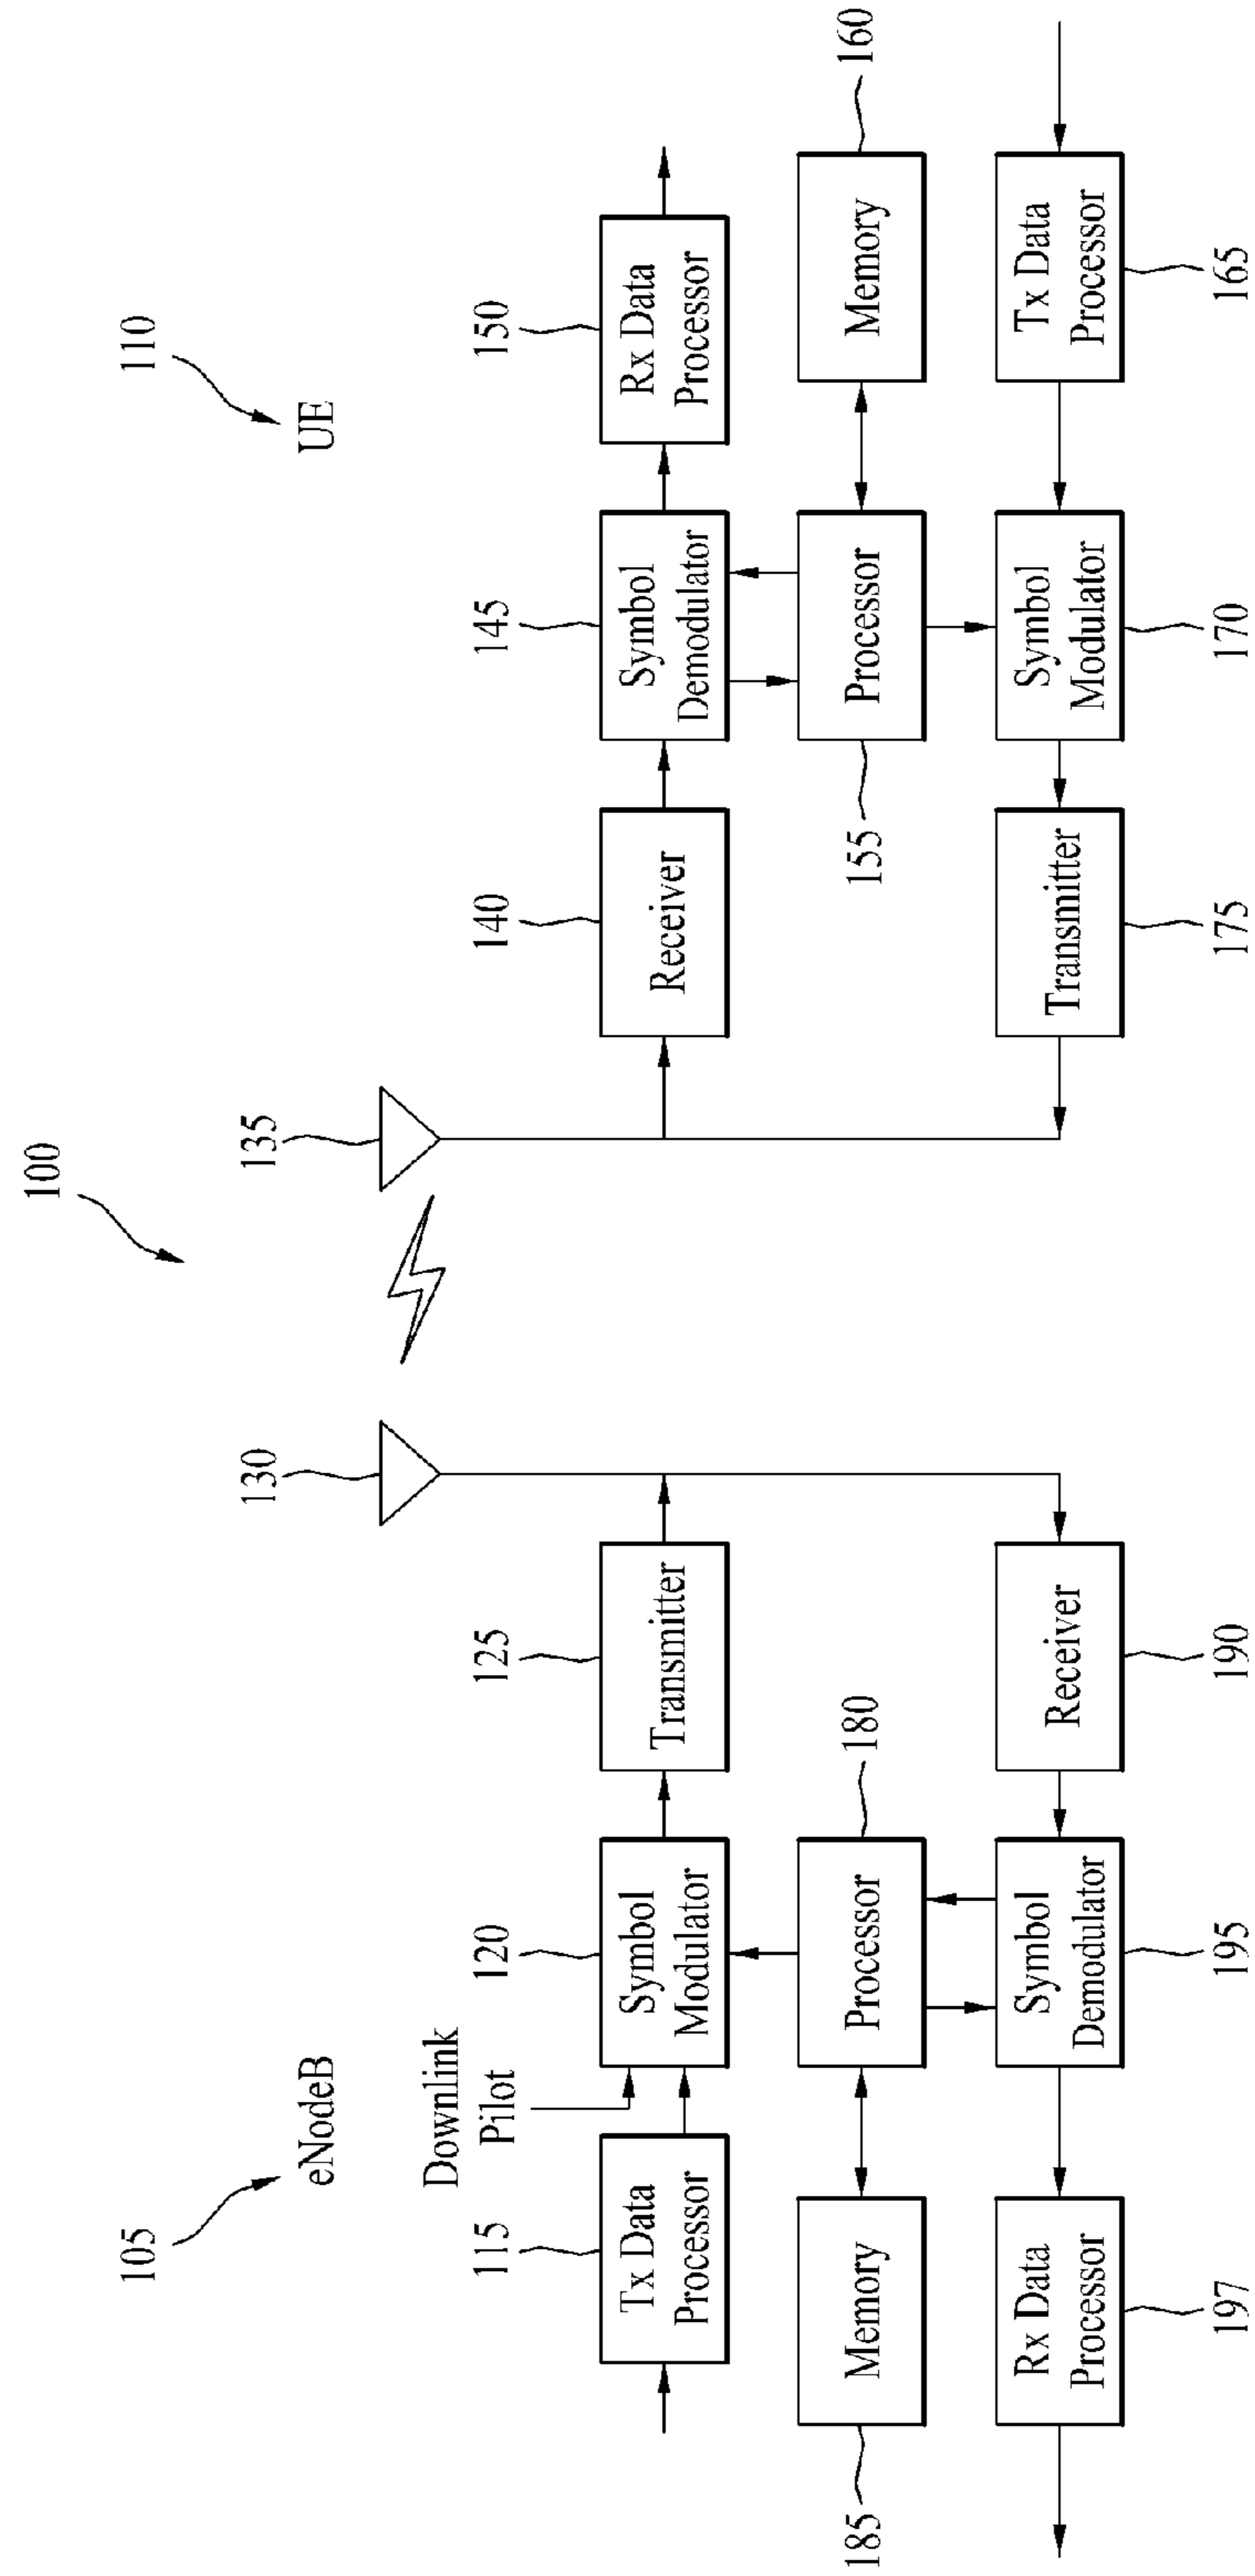 100
105
eNodeB
110
UE
130
135
Downlink
Pilot
115
Tx Data
Processor
120
Symbol
Modulator
125
Transmitter
140
Receiver
145
Symbol
Demodulator
150
Rx Data
Processor
185
Memory
180
Processor
155
Processor
160
Memory
197
Rx Data
Processor
195
Symbol
Demodulator
190
Receiver
175
Transmitter
170
Symbol
Modulator
165
Tx Data
Processor